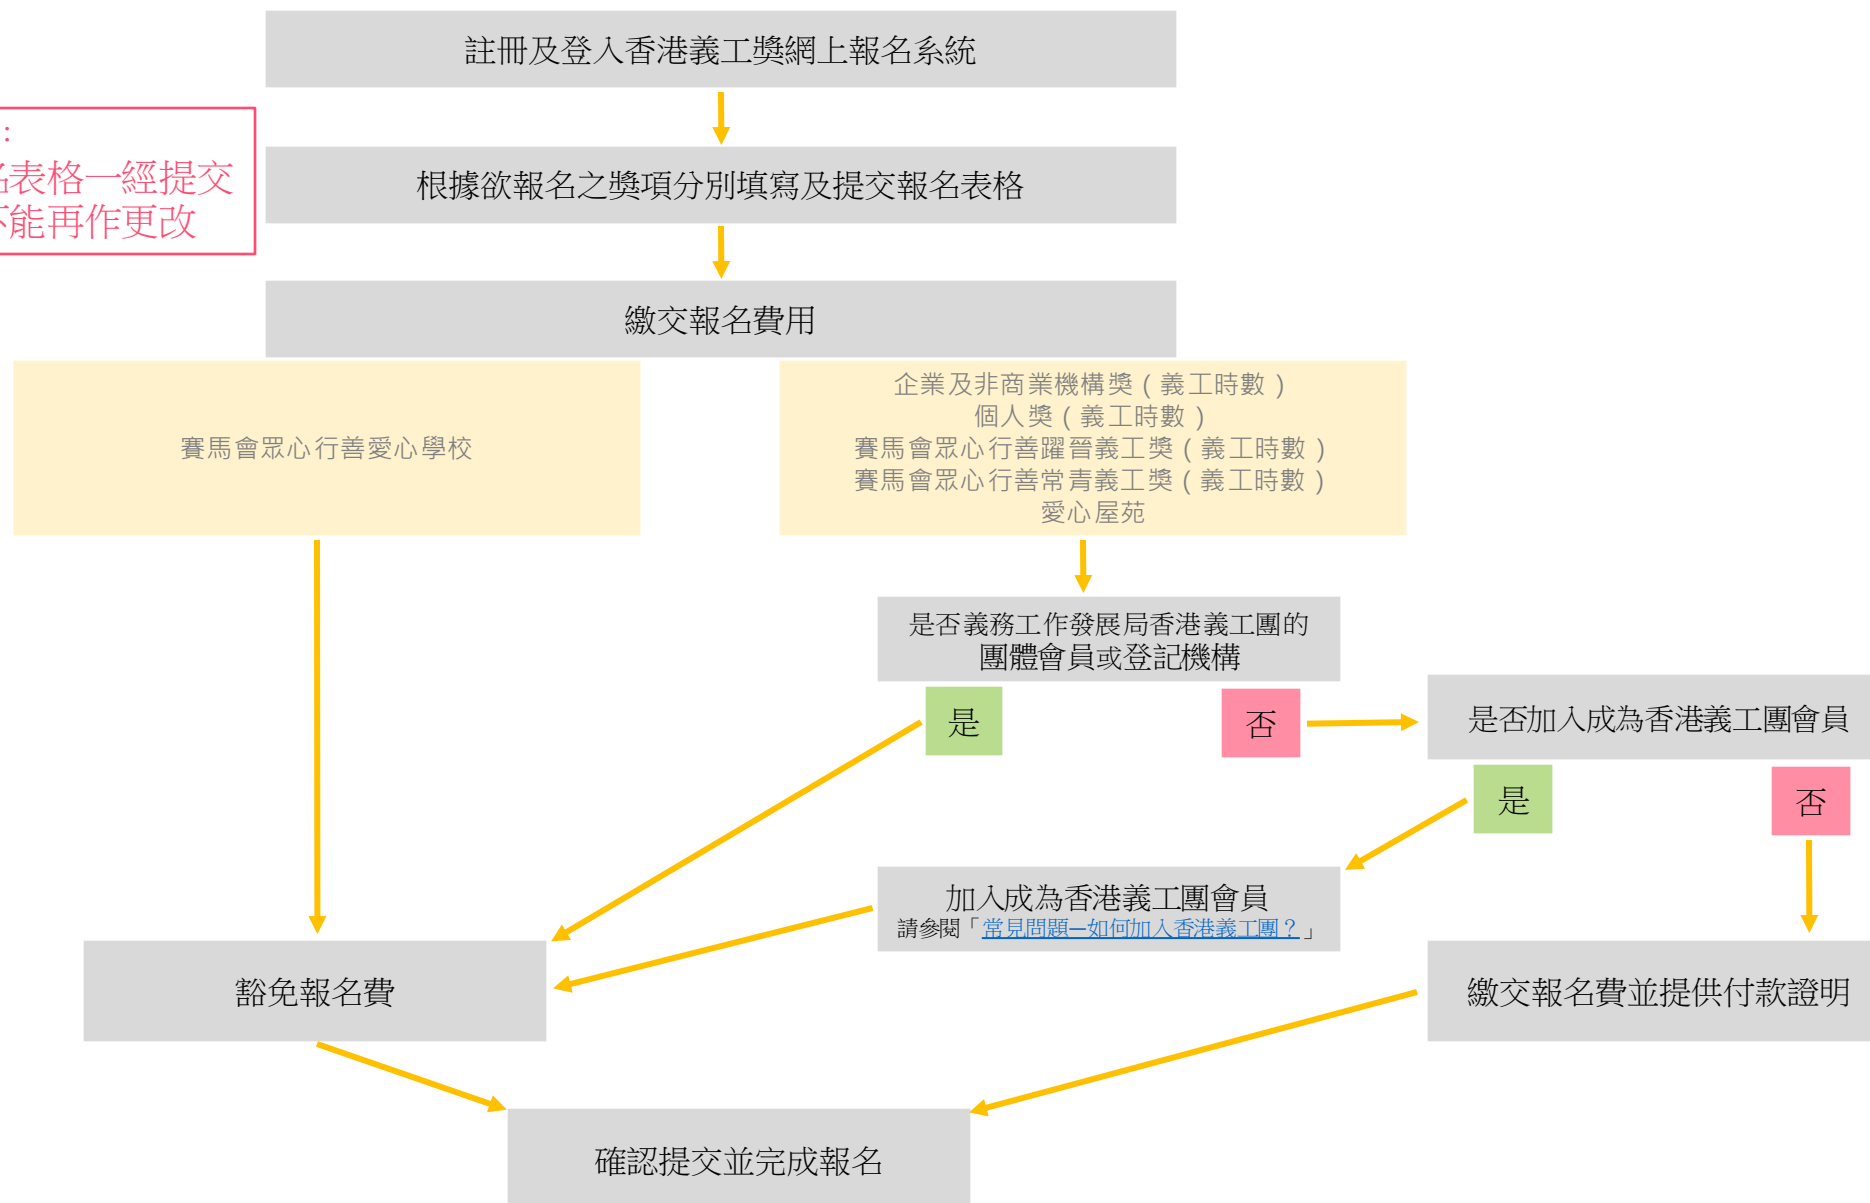 註冊及登入香港義工獎網上報名系統
：
表格一經提交
不能再作更改
根據欲報名之獎項分別填寫及提交報名表格
繳交報名費用
賽馬會眾心行善愛心學校
企業及非商業機構獎（義工時數）
個人獎（義工時數）
賽馬會眾心行善躍晉義工獎（義工時數）
賽馬會眾心行善常青義工獎（義工時數）
愛心屋苑
是否義務工作發展局香港義工團的
團體會員或登記機構
是
否
是否加入成為香港義工團會員
是
否
加入成為香港義工團會員
請參閱「常見問題—如何加入香港義工團？」
豁免報名費
繳交報名費並提供付款證明
確認提交並完成報名